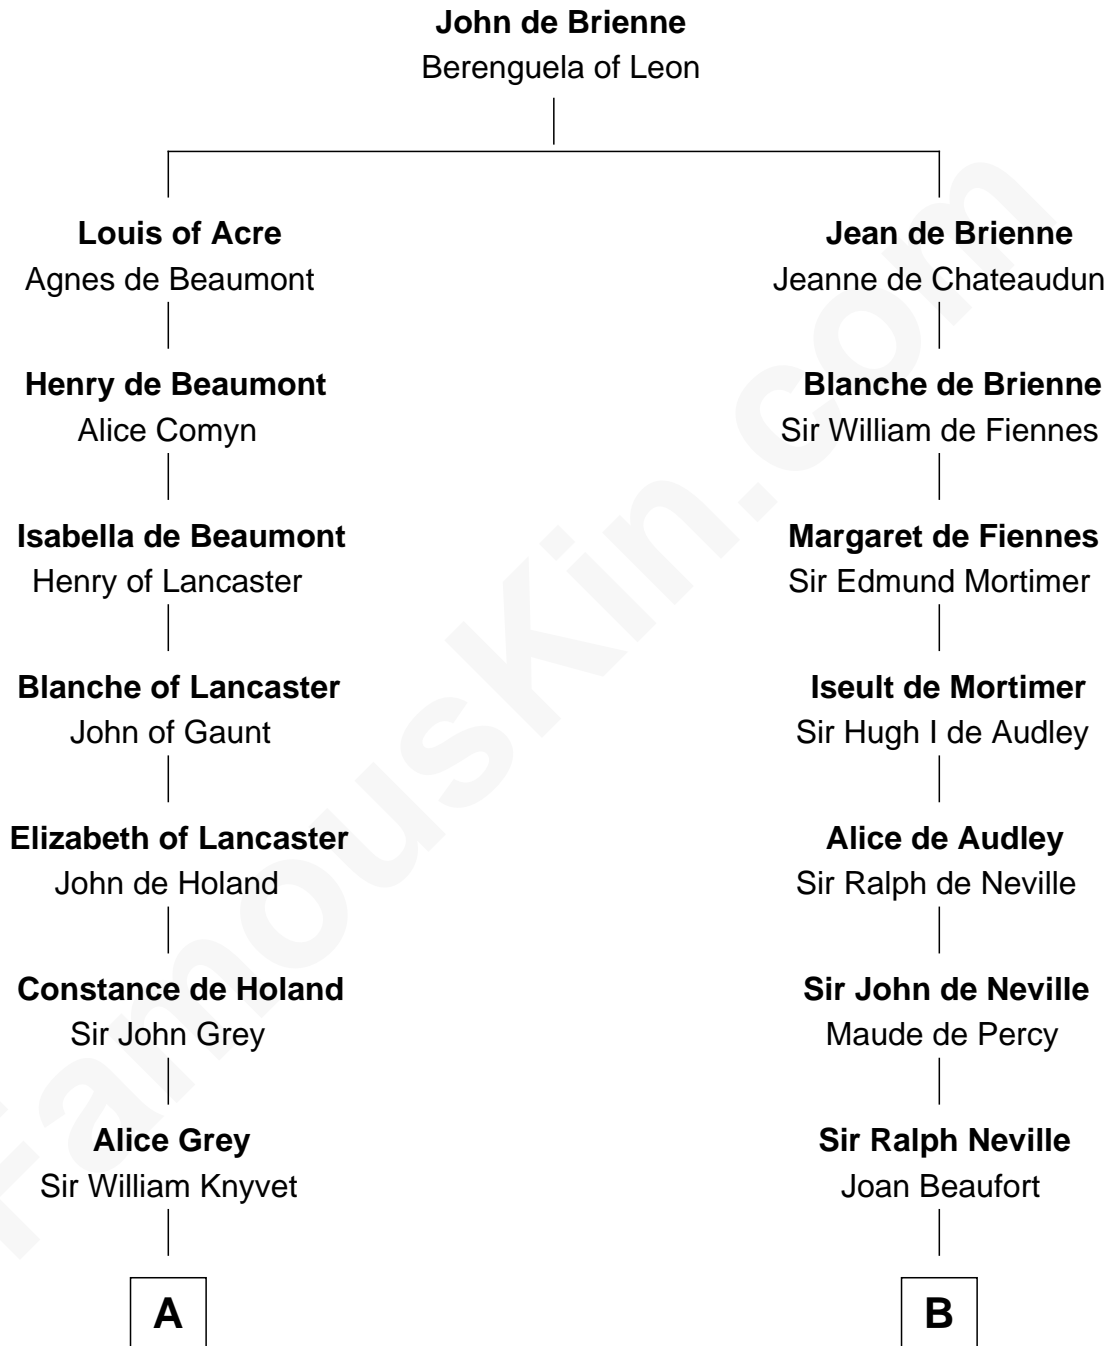 John de Brienne
Berenguela of Leon
Louis of Acre
Agnes de Beaumont
Henry de Beaumont
Alice Comyn
Isabella de Beaumont
Henry of Lancaster
Blanche of Lancaster
John of Gaunt
Elizabeth of Lancaster
John de Holand
Constance de Holand
Sir John Grey
Alice Grey
Sir William Knyvet
A
Jean de Brienne
Jeanne de Chateaudun
Blanche de Brienne
Sir William de Fiennes
Margaret de Fiennes
Sir Edmund Mortimer
Iseult de Mortimer
Sir Hugh I de Audley
Alice de Audley
Sir Ralph de Neville
Sir John de Neville
Maude de Percy
Sir Ralph Neville
Joan Beaufort
B
FamousKin.com